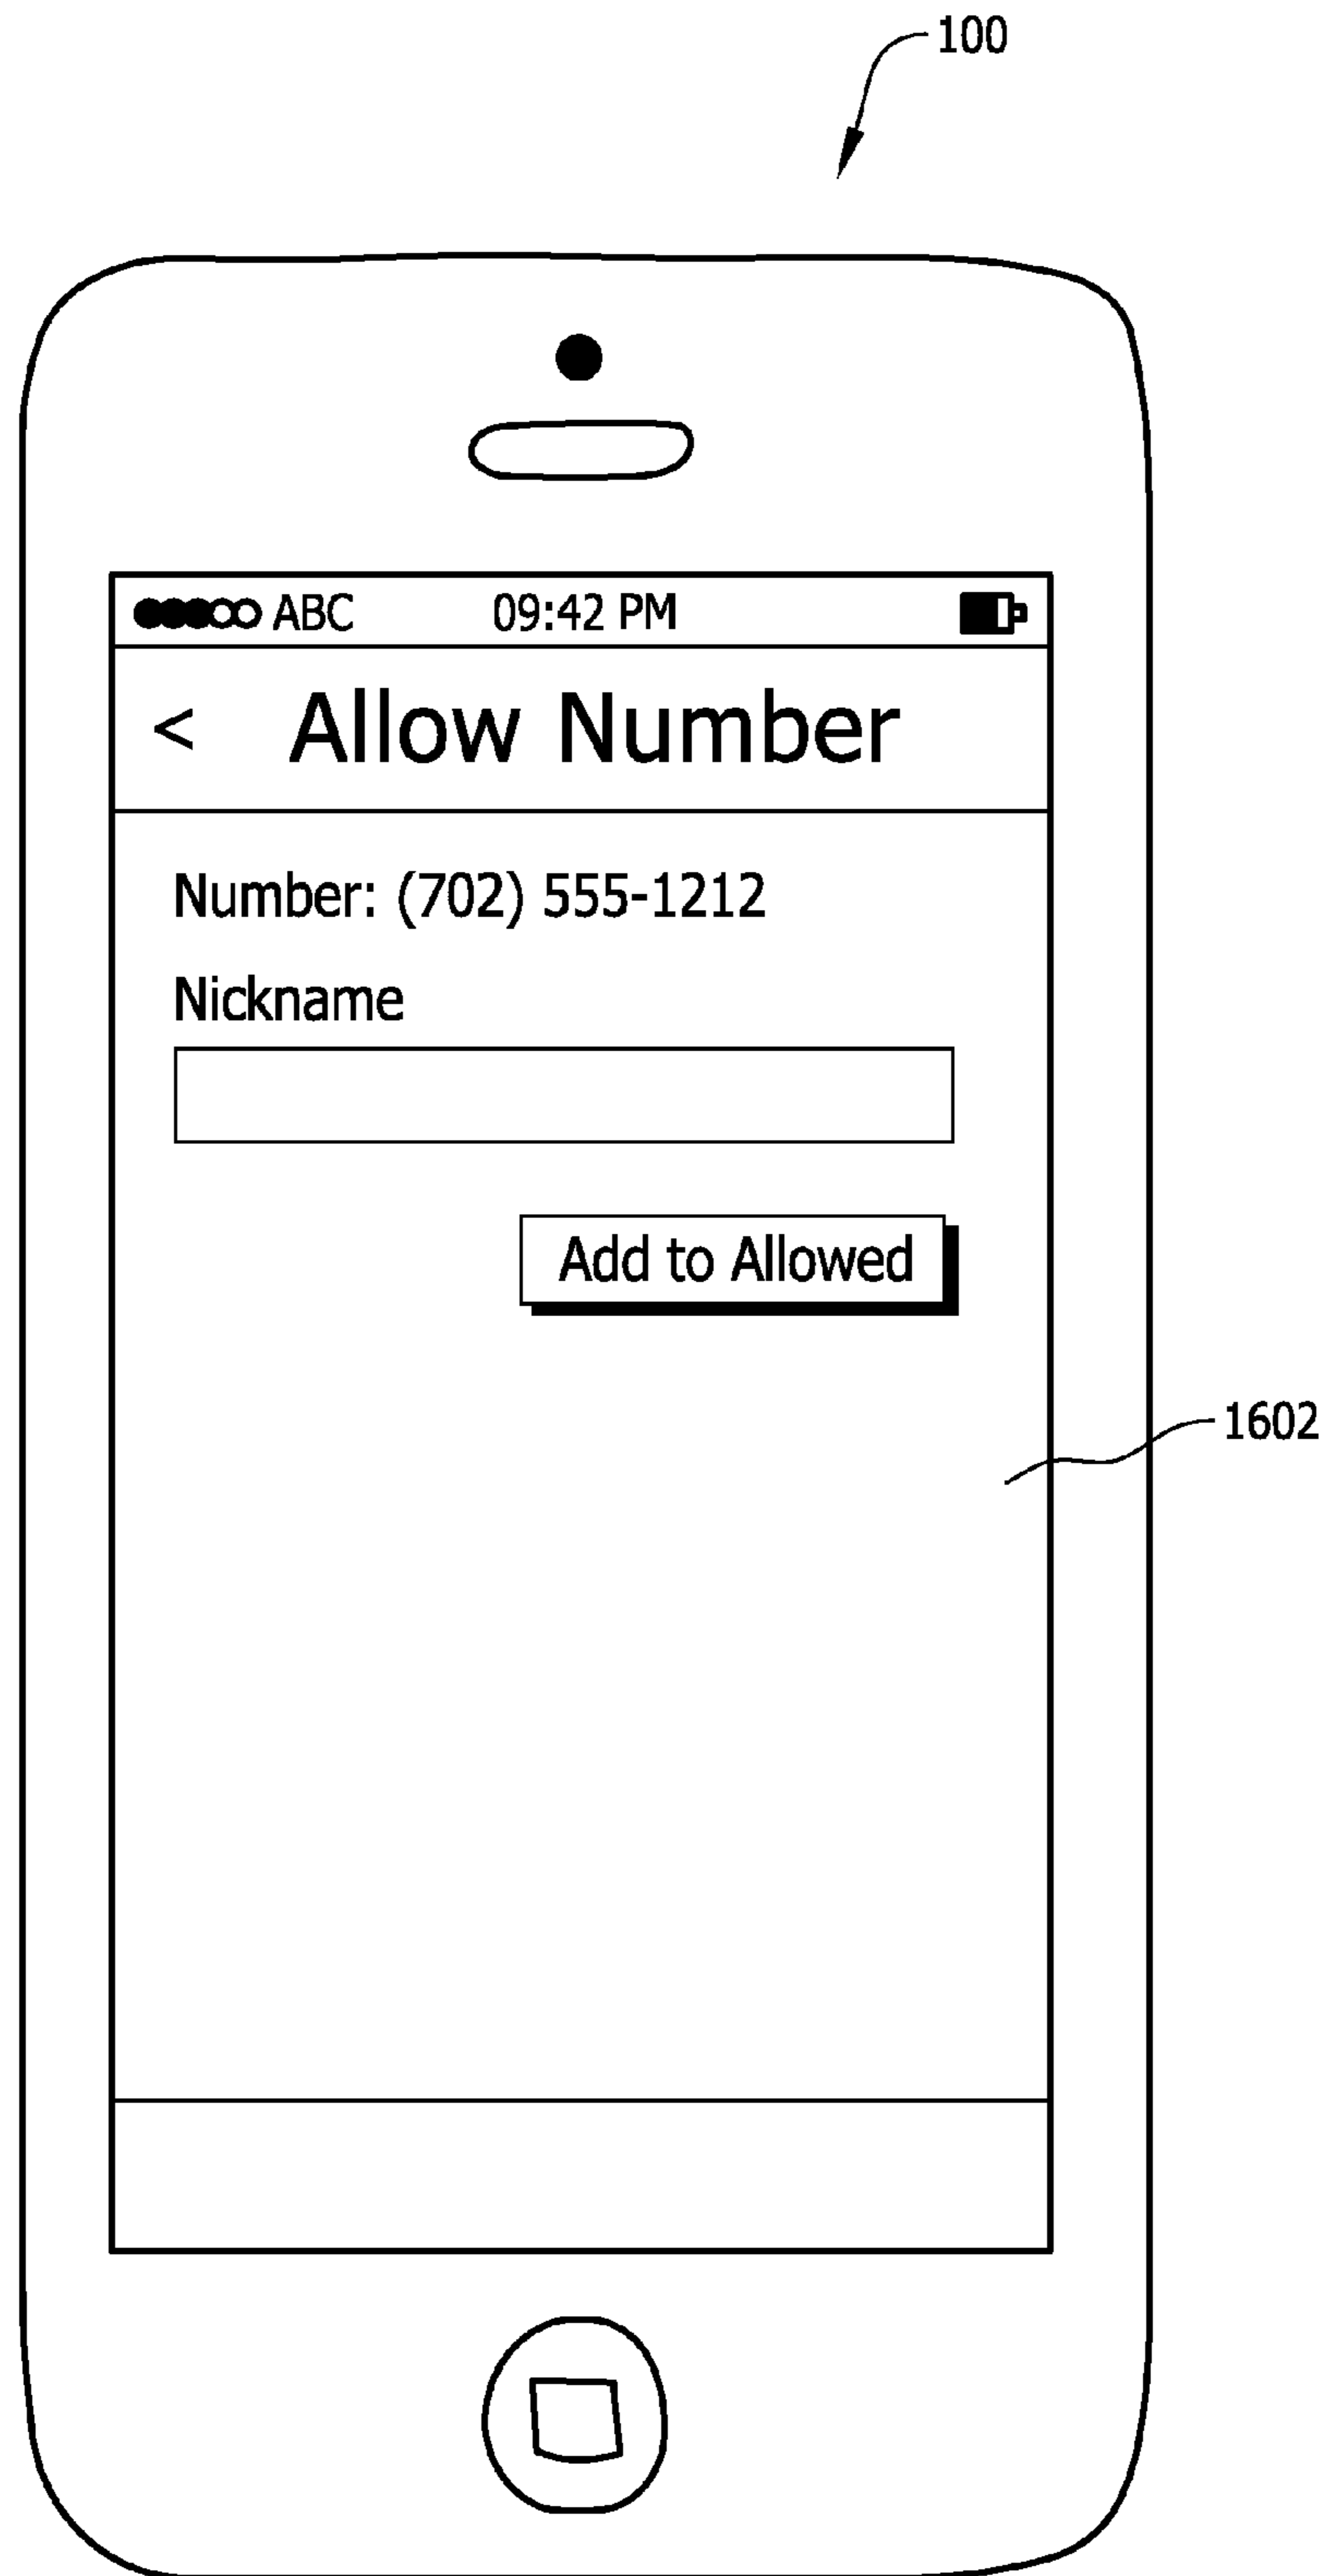 100
ABC 09:42 PM
< Allow Number
Number: (702) 555-1212
Nickname
Add to Allowed
1602